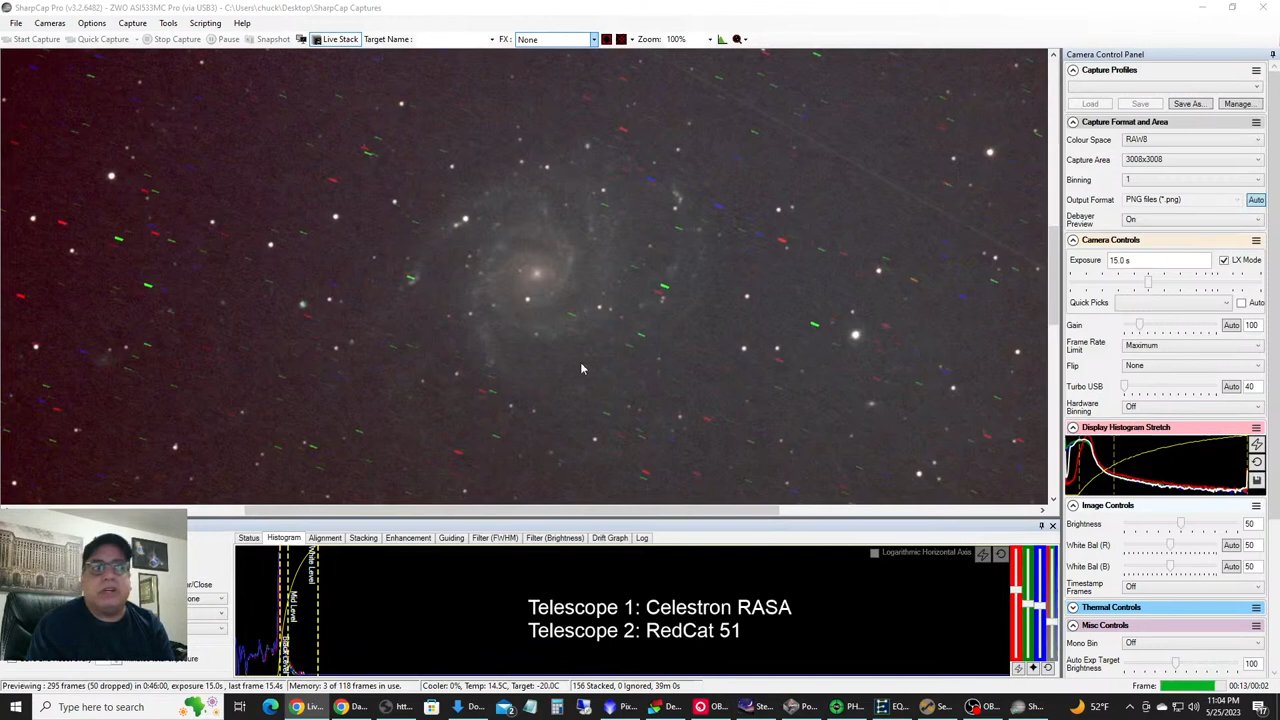 SharpCap Pro (v3.2.6482) - ZWO ASI533MC Pro (via USB3) - C:\Users\chuck\Desktop\SharpCap Captures
File Cameras Options Capture Tools Scripting Help
Start Capture Quick Capture Stop Capture Pause Snapshot Live Stack Target Name : FX : None Zoom: 100%
Camera Control Panel
Capture Profiles
Load Save Save As... Manage...
Capture Format and Area
Colour Space RAW8
Capture Area 3008x3008
Binning 1
Output Format PNG files (*.png) Auto
Debayer Preview On
Camera Controls
Exposure 15.0 s LX Mode
Quick Picks Auto
Gain Auto 100
Frame Rate Limit Maximum
Flip None
Turbo USB Auto 40
Hardware Binning Off
Display Histogram Stretch
Image Controls
Brightness 50
White Bal (R) Auto 50
White Bal (B) Auto 50
Timestamp Frames Off
Thermal Controls
Misc Controls
Mono Bin Off
Auto Exp Target Brightness 100
Status Histogram Alignment Stacking Enhancement Guiding Filter (FWHM) Filter (Brightness) Drift Graph Log
Logarithmic Horizontal Axis
White Level
Mid Level
Telescope 1: Celestron RASA
Telescope 2: RedCat 51
Previewing : 295 frames (50 dropped) in 0:46:00, exposure 15.0s , last frame 15.4s Memory: 3 of 118 frames in use. Cooler: 0%, Temp: 14.5C, Target: -20.0C 156 Stacked, 0 Ignored, 39m 0s Frame: 00:13/00:02
Type here to search
52°F
11:04 PM
5/25/2023